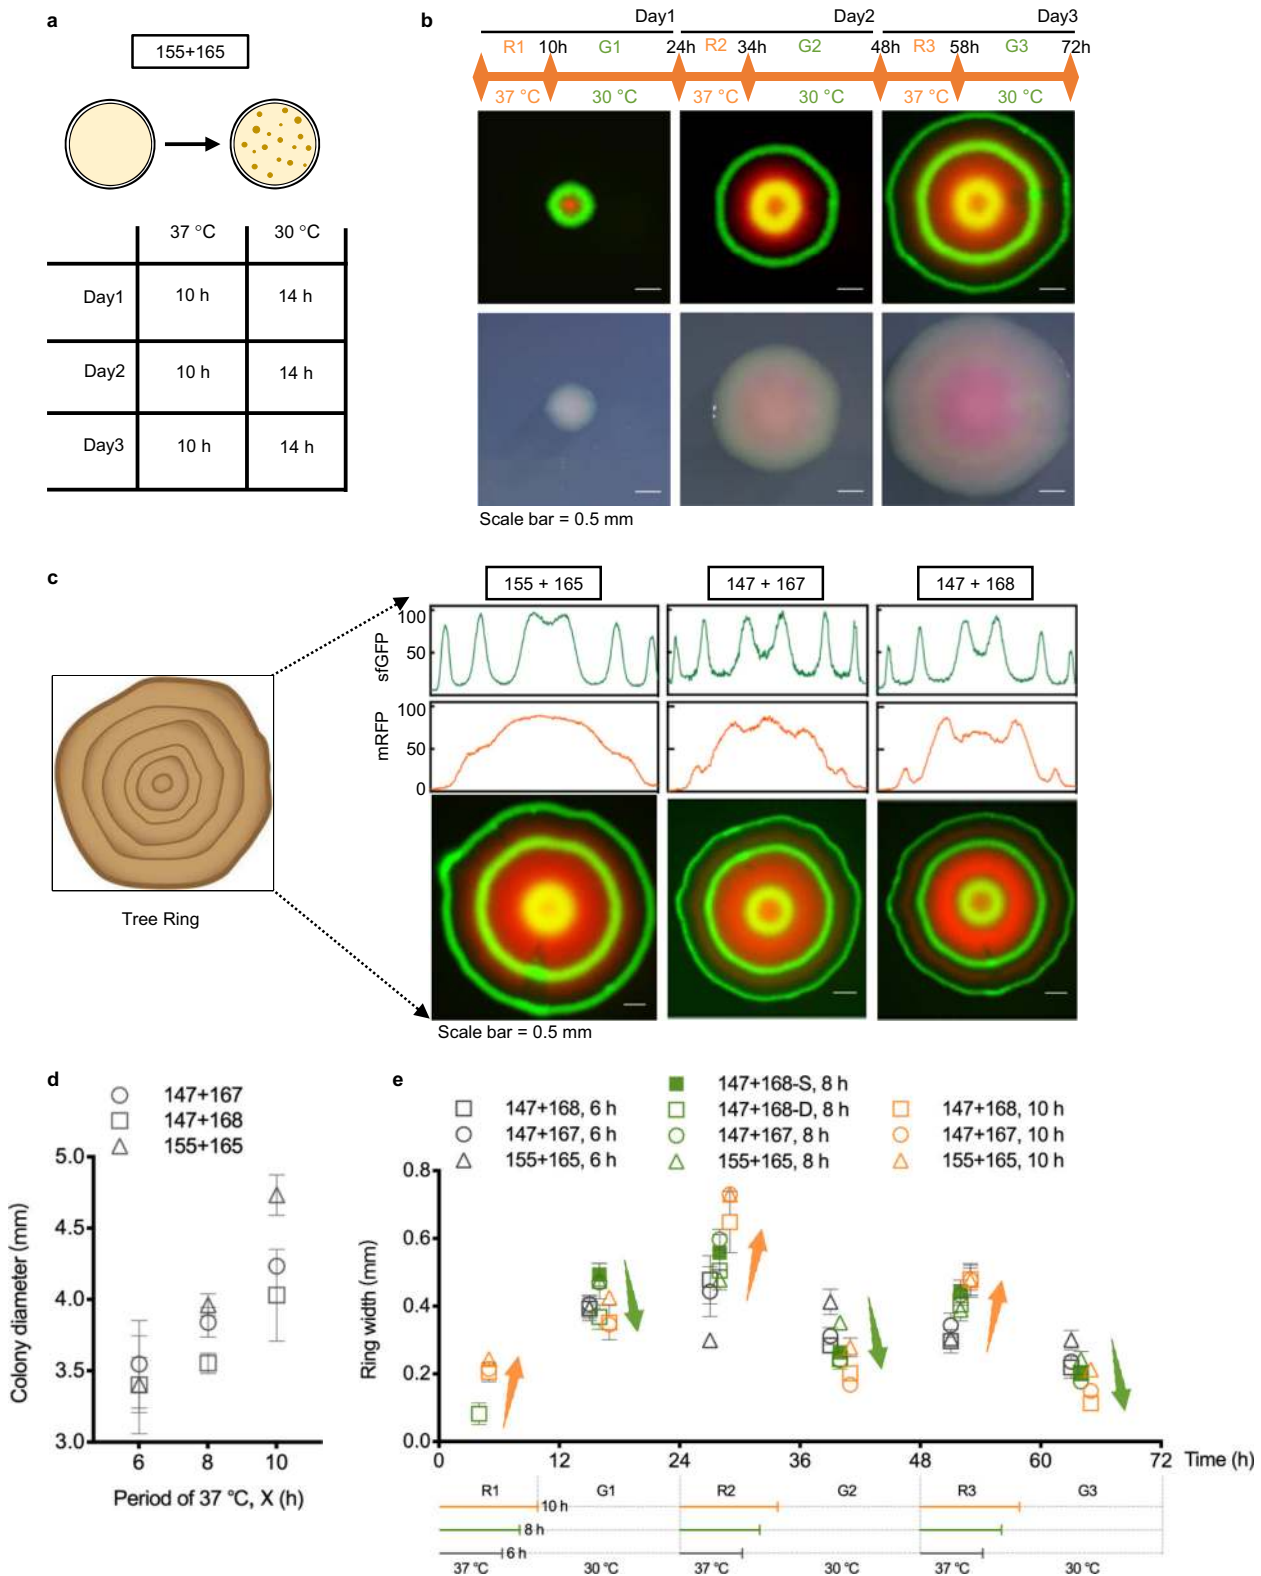 a
155+165
37 °C 30 °C
Day1 10 h 14 h
Day2 10 h 14 h
Day3 10 h 14 h
b
Day1 Day2 Day3
R1 10h G1 24h R2 34h G2 48h R3 58h G3 72h
37 °C 30 °C 37 °C 30 °C 37 °C 30 °C
Scale bar = 0.5 mm
c
Tree Ring
155 + 165 147 + 167 147 + 168
100
50
sfGFP
100
50
0
mRFP
Scale bar = 0.5 mm
d
147+167
147+168
155+165
5.0
4.5
4.0
3.5
3.0
Colony diameter (mm)
6 8 10
Period of 37 °C, X (h)
e
147+168-S, 8 h
147+168, 6 h 147+168-D, 8 h 147+168, 10 h
147+167, 6 h 147+167, 8 h 147+167, 10 h
155+165, 6 h 155+165, 8 h 155+165, 10 h
0.8
0.6
0.4
0.2
0.0
Ring width (mm)
0 12 24 36 48 60 72 Time (h)
R1 G1 R2 G2 R3 G3
10 h
8 h
6 h
37 °C 30 °C 37 °C 30 °C 37 °C 30 °C